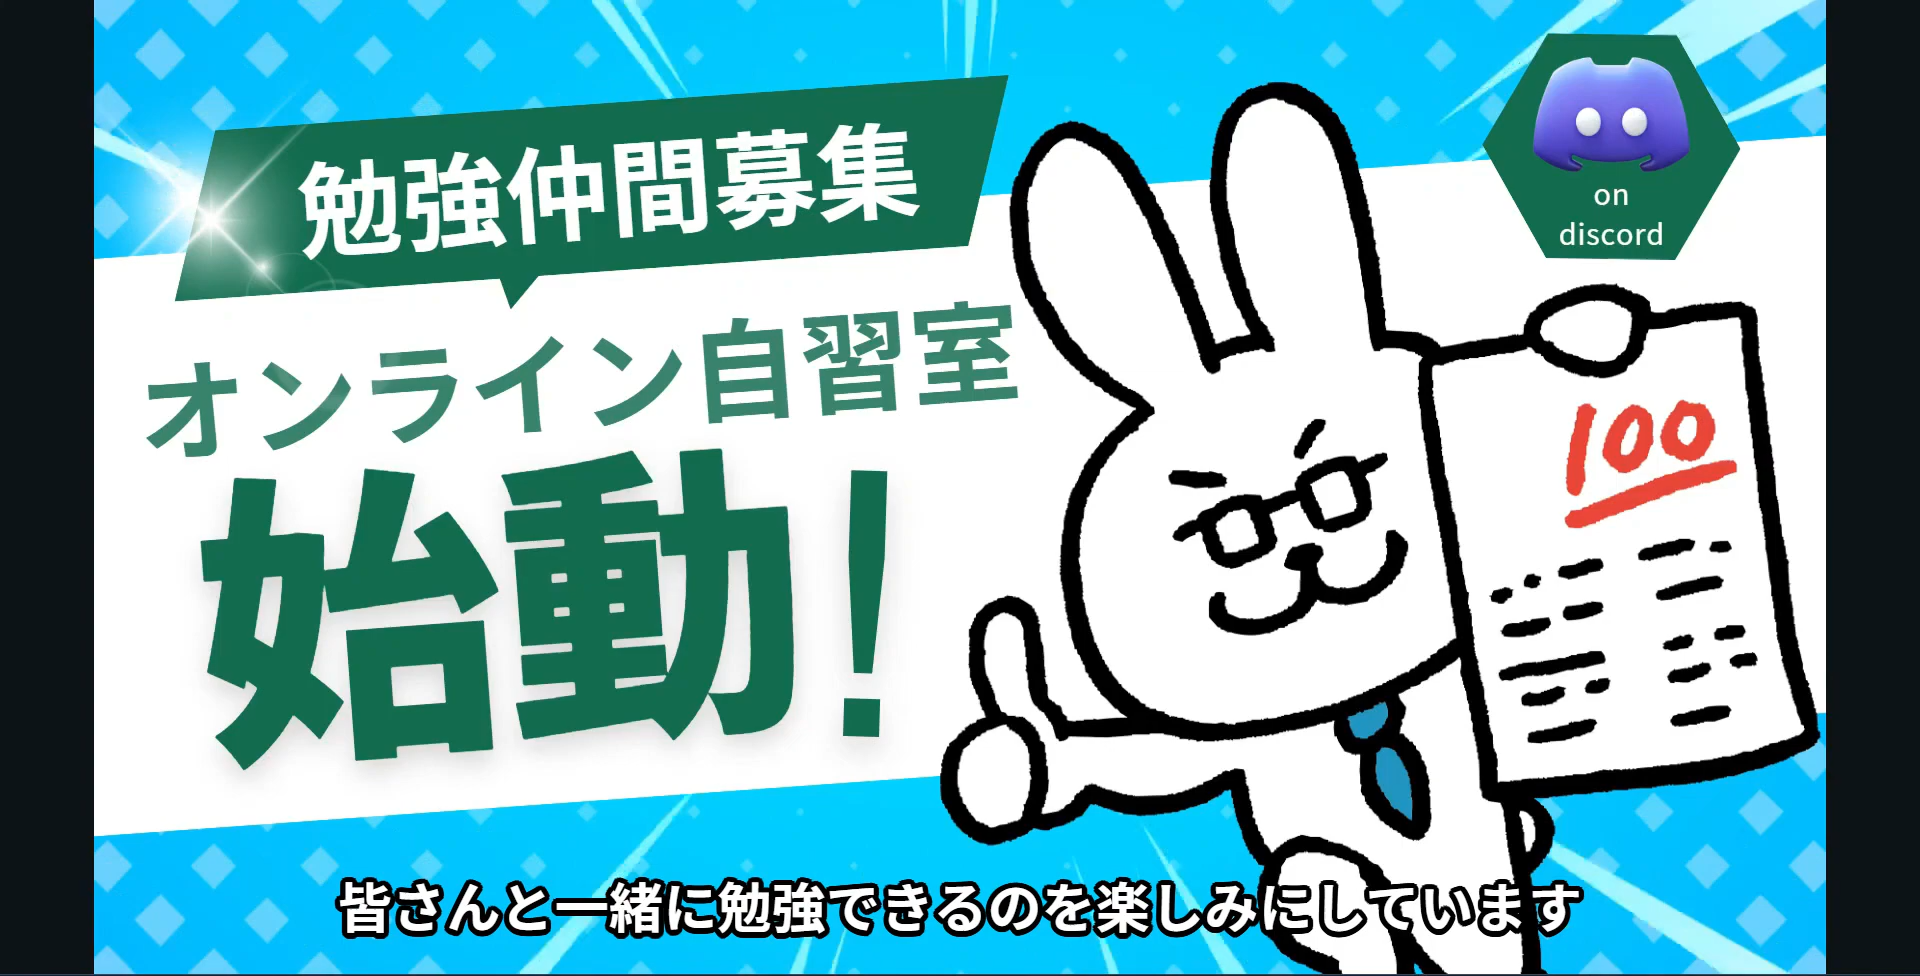 勉強仲間募集
on
discord
オンライン自習室
始動!
100
皆さんと一緒に勉強できるのを楽しみにしています